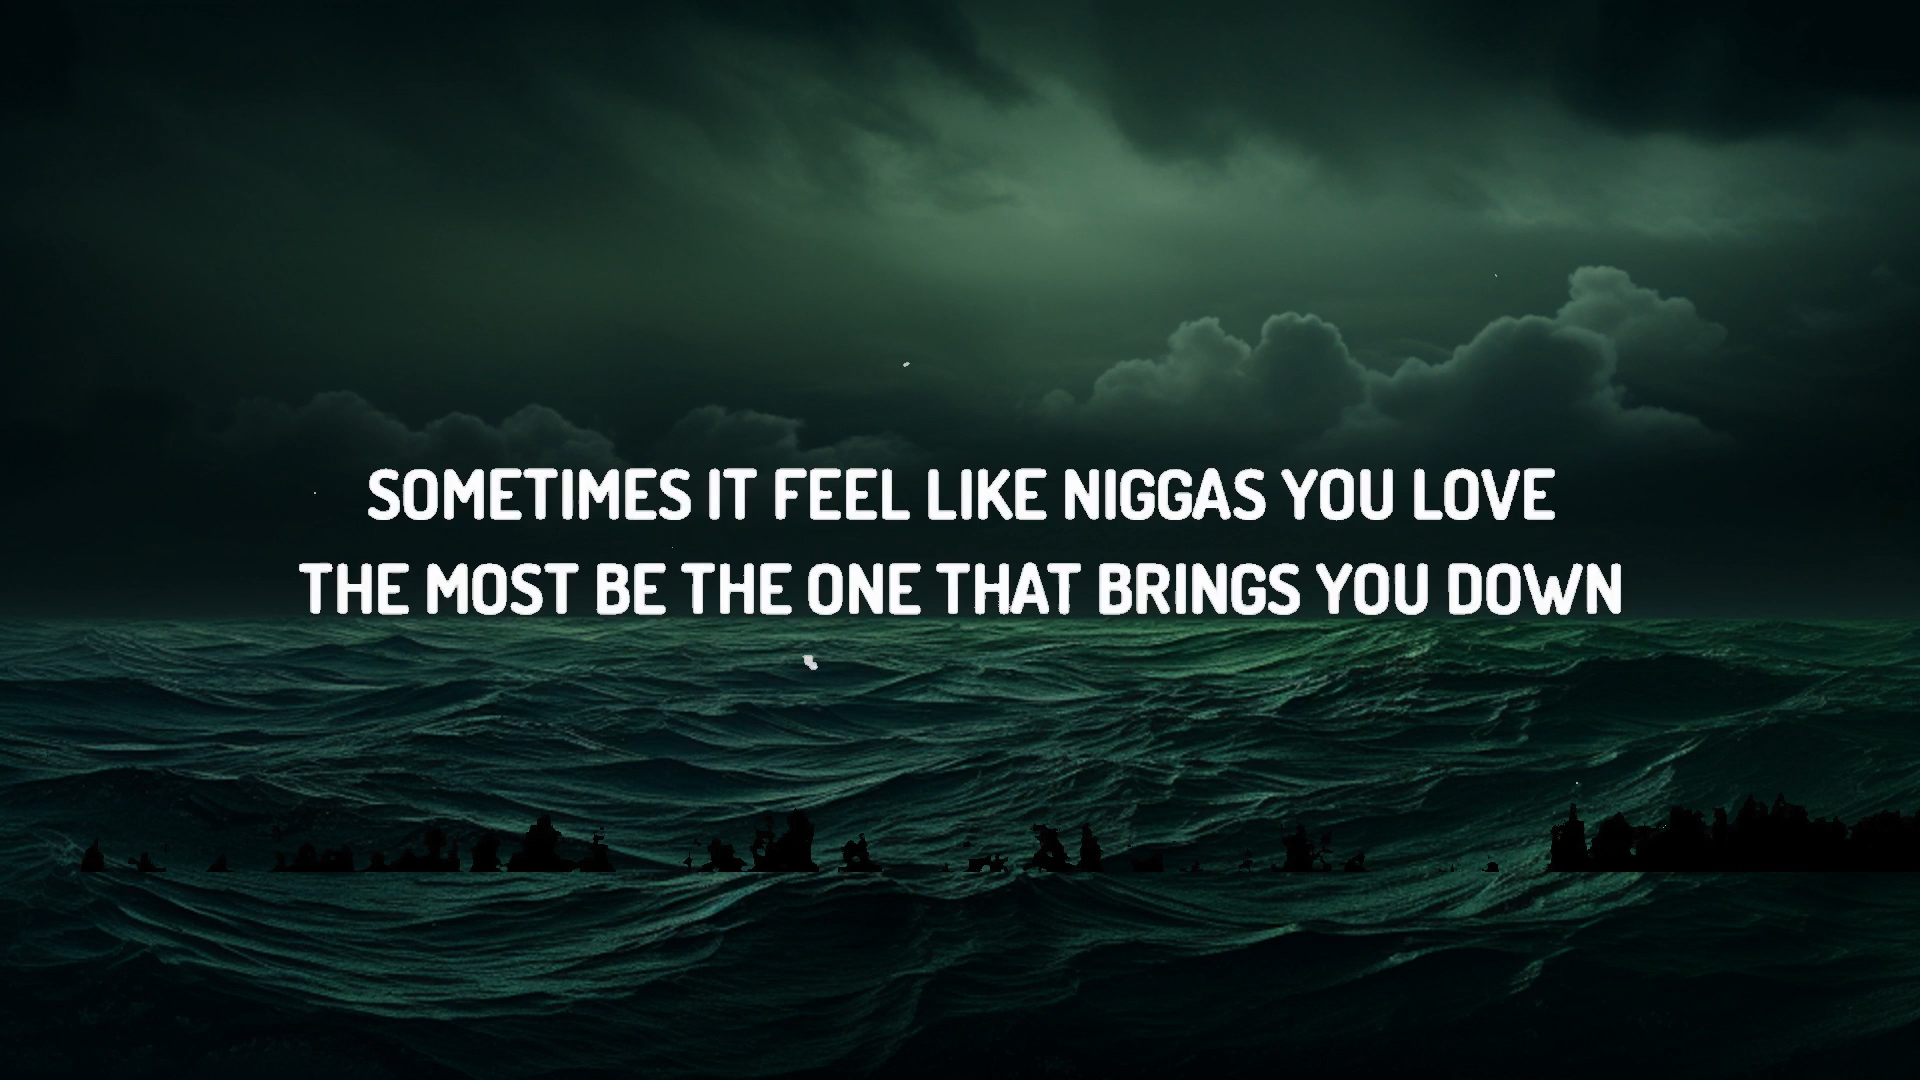 SOMETIMES IT FEEL LIKE NIGGAS YOU LOVE
THE MOST BE THE ONE THAT BRINGS YOU DOWN